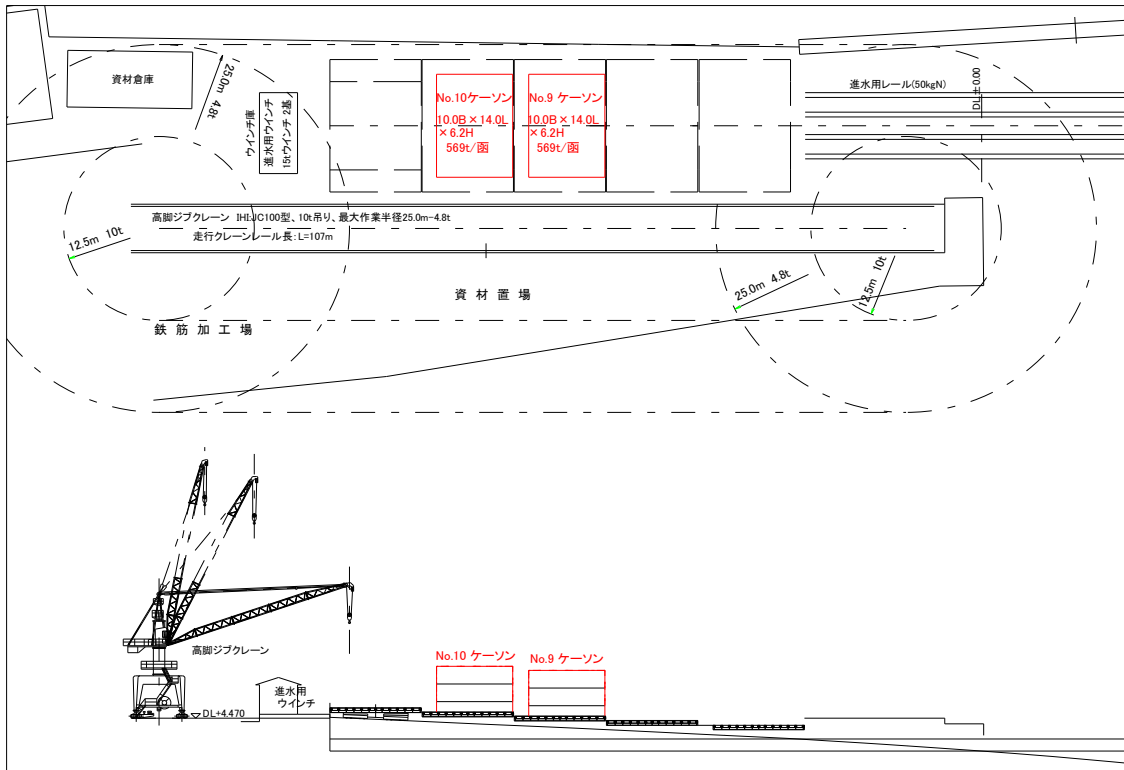 資材倉庫
25.0m 4.8t
ウインチ庫
進水用ウインチ
15tウインチ 2基
No.10ケーソン
10.0B×14.0L
×6.2H
569t/函
No.9 ケーソン
10.0B×14.0L
×6.2H
569t/函
進水用レール(50kgN)
DL±0.00
高脚ジブクレーン IHI:JC100型、10t吊り、最大作業半径25.0m-4.8t
走行クレーンレール長:L=107m
12.5m 10t
25.0m 4.8t
12.5m 10t
資材置場
鉄筋加工場
高脚ジブクレーン
DL+4.470
進水用
ウインチ
No.10 ケーソン
No.9 ケーソン